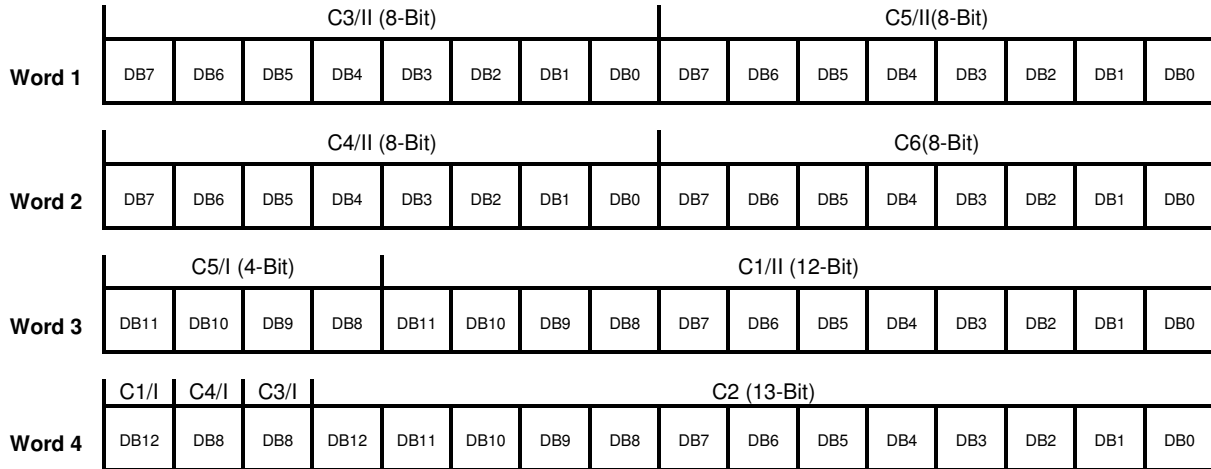 C3/II (8-Bit) C5/II(8-Bit)
Word 1 DB7 DB6 DB5 DB4 DB3 DB2 DB1 DB0 DB7 DB6 DB5 DB4 DB3 DB2 DB1 DB0
C4/II (8-Bit) C6(8-Bit)
Word 2 DB7 DB6 DB5 DB4 DB3 DB2 DB1 DB0 DB7 DB6 DB5 DB4 DB3 DB2 DB1 DB0
C5/I (4-Bit) C1/II (12-Bit)
Word 3 DB11 DB10 DB9 DB8 DB11 DB10 DB9 DB8 DB7 DB6 DB5 DB4 DB3 DB2 DB1 DB0
C1/I C4/I C3/I C2 (13-Bit)
Word 4 DB12 DB8 DB8 DB12 DB11 DB10 DB9 DB8 DB7 DB6 DB5 DB4 DB3 DB2 DB1 DB0